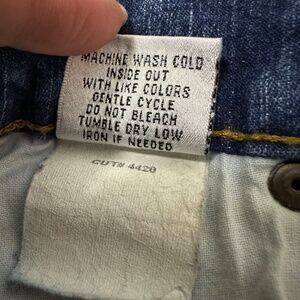 MACHINE WASH COLD
INSIDE OUT
WITH LIKE COLORS
GENTLE CYCLE
DO NOT BLEACH
TUMBLE DRY LOW
IRON IF NEEDED
CUT# 4420